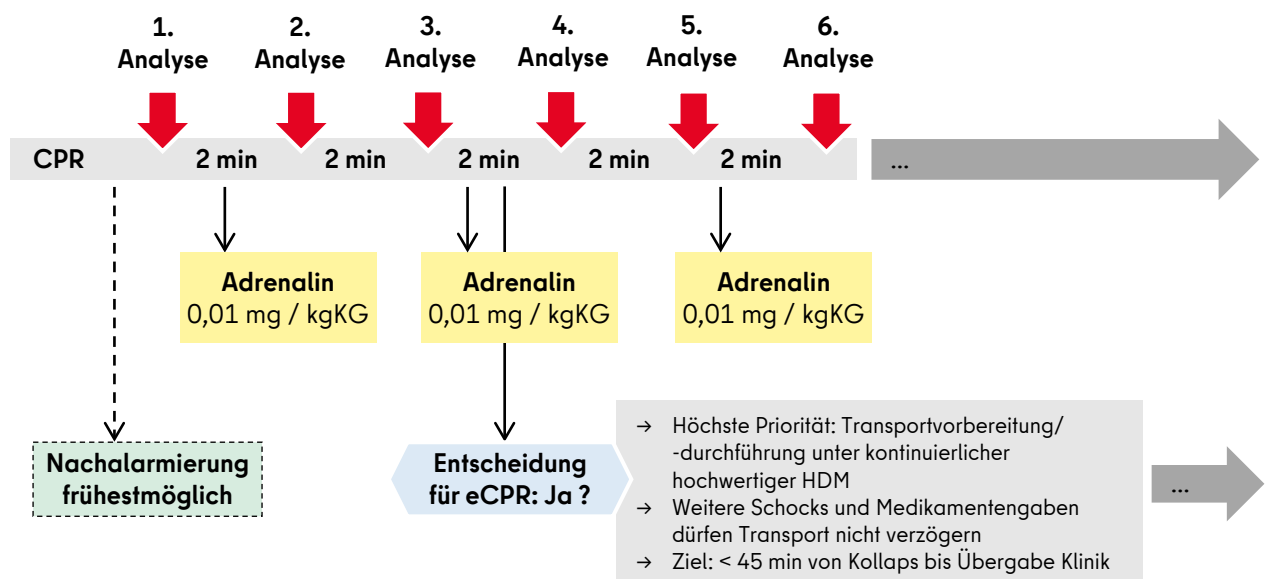 1.
Analyse
2.
Analyse
3.
Analyse
4.
Analyse
5.
Analyse
6.
Analyse
CPR
2 min
2 min
2 min
2 min
2 min
...
Adrenalin
0,01 mg / kgKG
Adrenalin
0,01 mg / kgKG
Adrenalin
0,01 mg / kgKG
Nachalarmierung
frühestmöglich
Entscheidung
für eCPR: Ja ?
→ Höchste Priorität: Transportvorbereitung/
-durchführung unter kontinuierlicher
hochwertiger HDM
→ Weitere Schocks und Medikamentengaben
dürfen Transport nicht verzögern
→ Ziel: < 45 min von Kollaps bis Übergabe Klinik
...